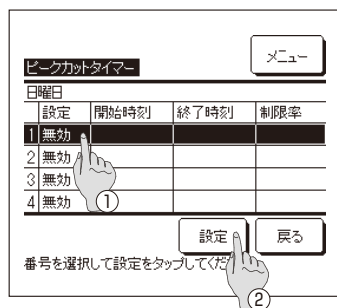 メニュー
ピークカットタイマー
日曜日
設定 開始時刻 終了時刻 制限率
1 無効
2 無効
3 無効
4 無効
①
設定 戻る
番号を選択して設定をタップしてくだ
②